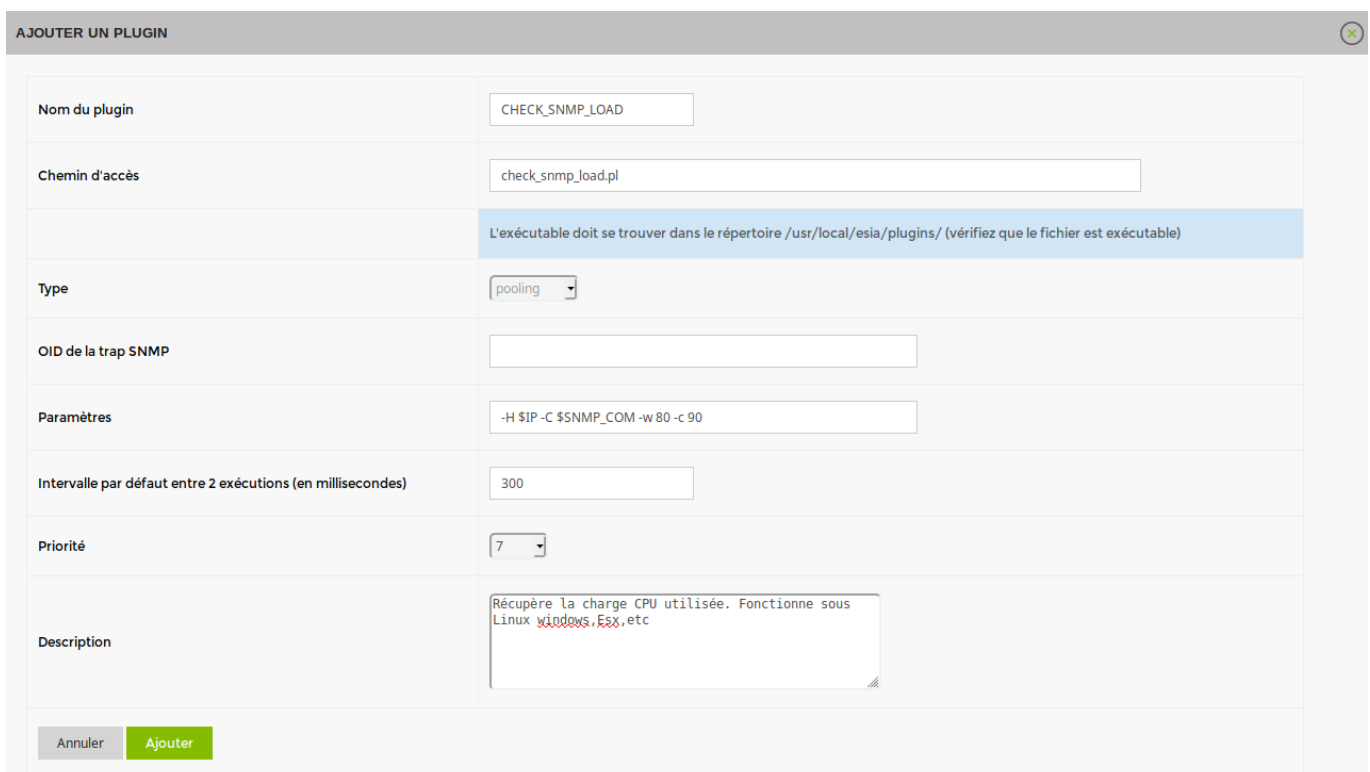 AJOUTER UN PLUGIN
Nom du plugin
CHECK_SNMP_LOAD
Chemin d'accès
check_snmp_load.pl
L'exécutable doit se trouver dans le répertoire /usr/local/esia/plugins/ (vérifiez que le fichier est exécutable)
Type
pooling
OID de la trap SNMP
Paramètres
-H $IP -C $SNMP_COM -w 80 -c 90
Intervalle par défaut entre 2 exécutions (en millisecondes)
300
Priorité
7
Description
Récupère la charge CPU utilisée. Fonctionne sous
Linux windows,Esx,etc
Annuler
Ajouter